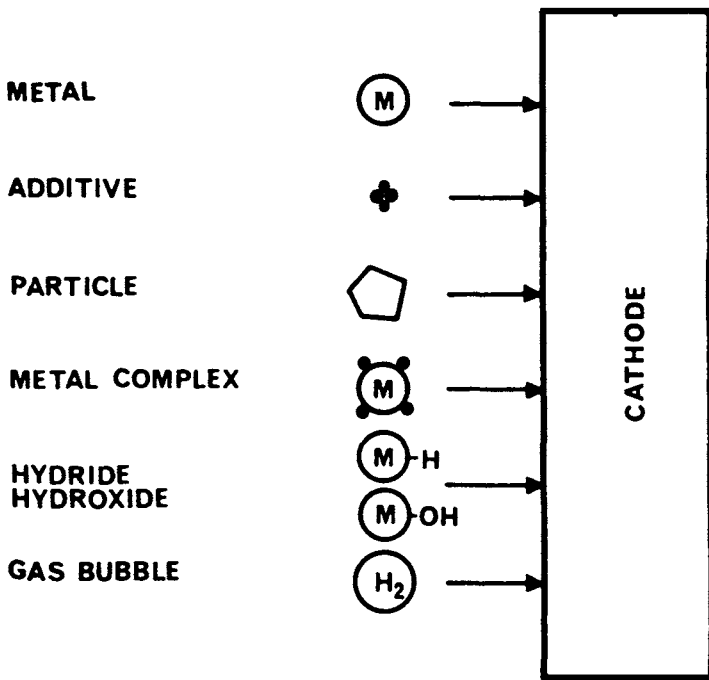 METAL
M
ADDITIVE
PARTICLE
METAL COMPLEX
M
HYDRIDE
HYDROXIDE
M-H
M-OH
GAS BUBBLE
H₂
CATHODE